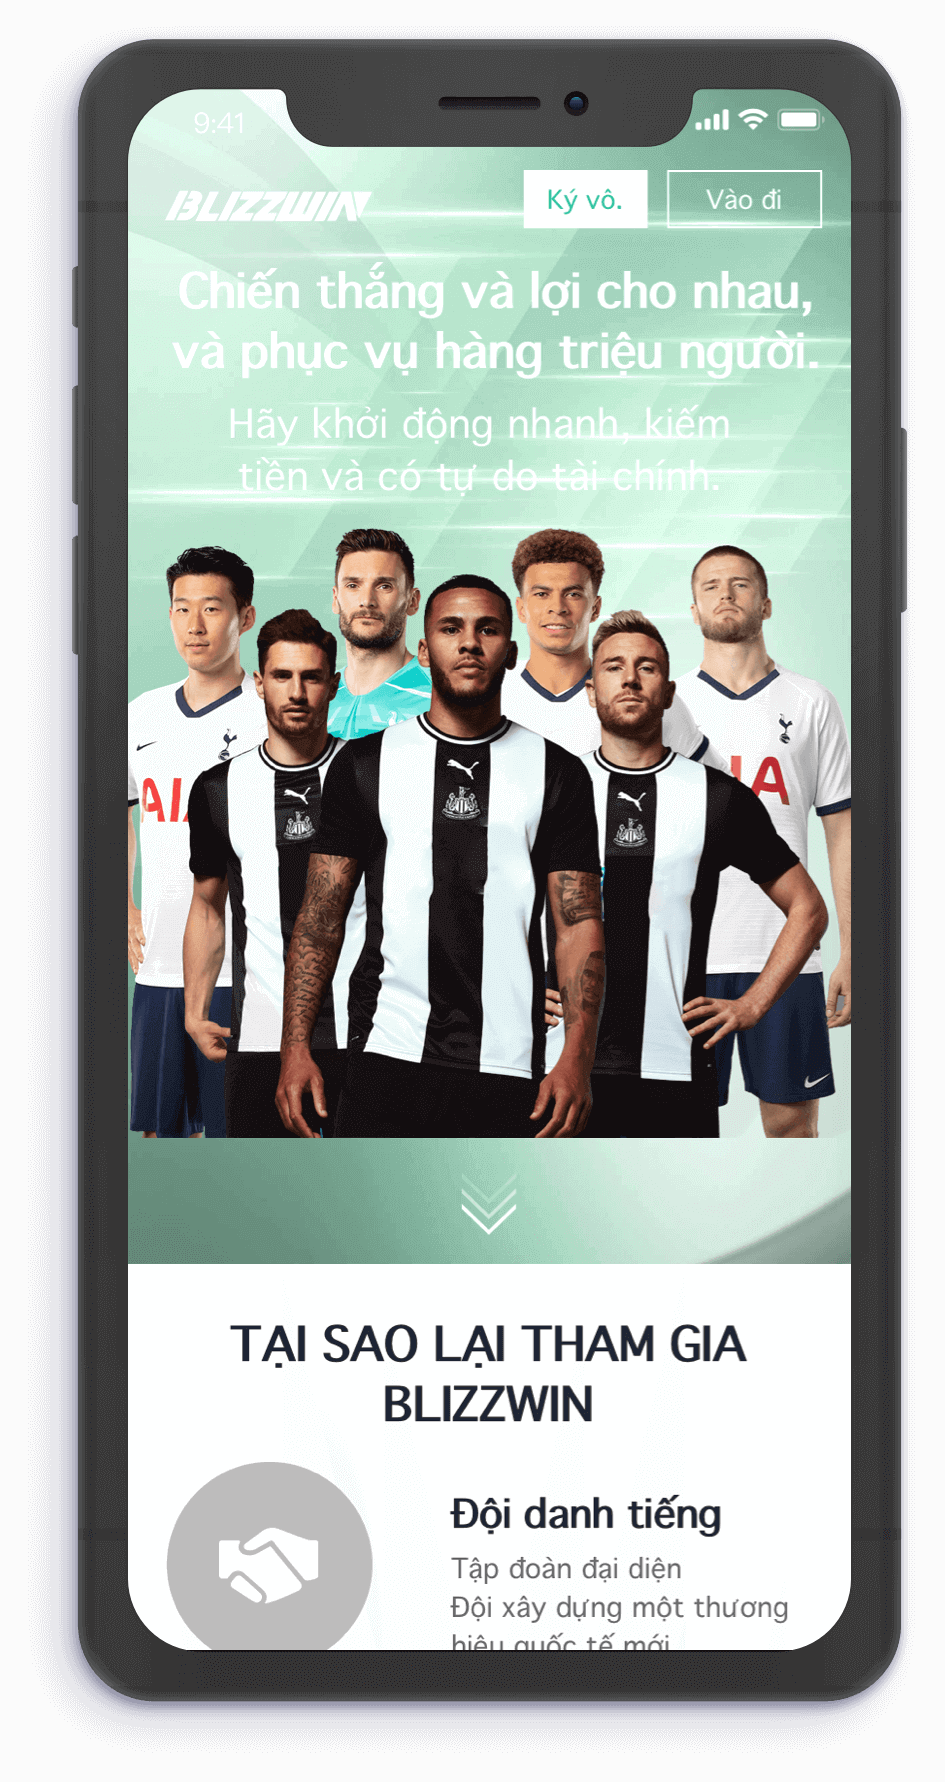 9:41
BLIZZWIN
Ký vô.
Vào đi
Chiến thắng và lợi cho nhau,
và phục vụ hàng triệu người.
Hãy khởi động nhanh, kiếm
tiền và có tự do tài chính.
AIA
IA
TẠI SAO LẠI THAM GIA
BLIZZWIN
Đội danh tiếng
Tập đoàn đại diện
Đội xây dựng một thương
hiệu quốc tế mới